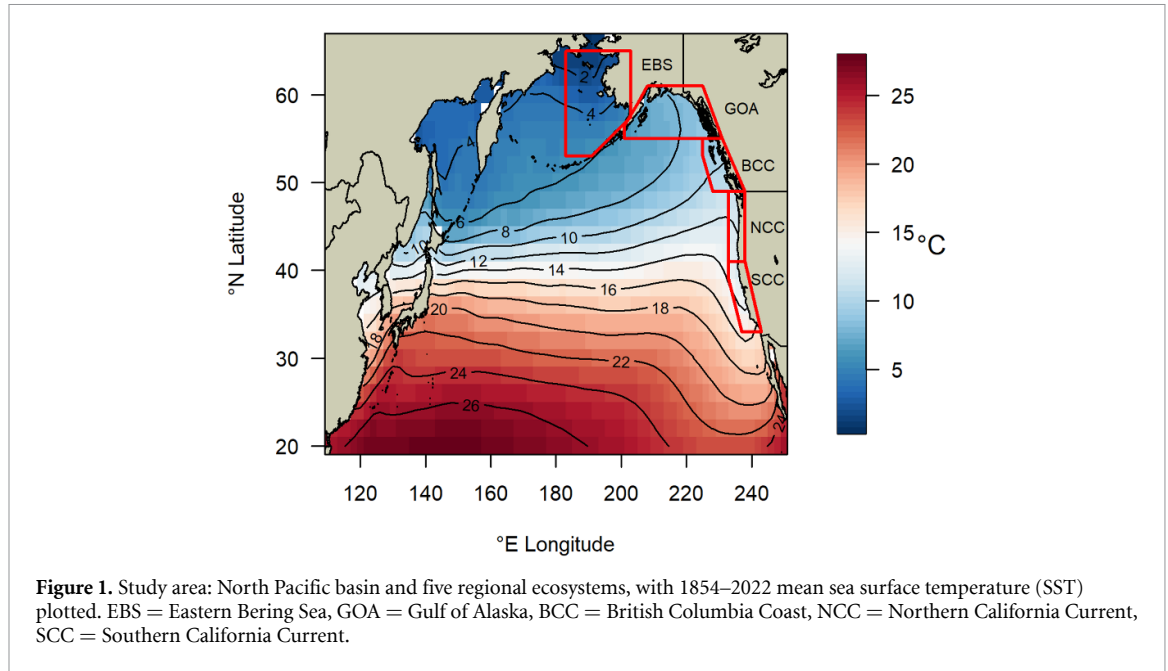 EBS
GOA
BCC
NCC
SCC
2
4
4
6
8
10
10
12
14
16
18
18
20
22
24
24
26
60
50
40
30
20
°N Latitude
120 140 160 180 200 220 240
°E Longitude
25
20
15
10
5
°C
Figure 1. Study area: North Pacific basin and five regional ecosystems, with 1854–2022 mean sea surface temperature (SST)
plotted. EBS = Eastern Bering Sea, GOA = Gulf of Alaska, BCC = British Columbia Coast, NCC = Northern California Current,
SCC = Southern California Current.